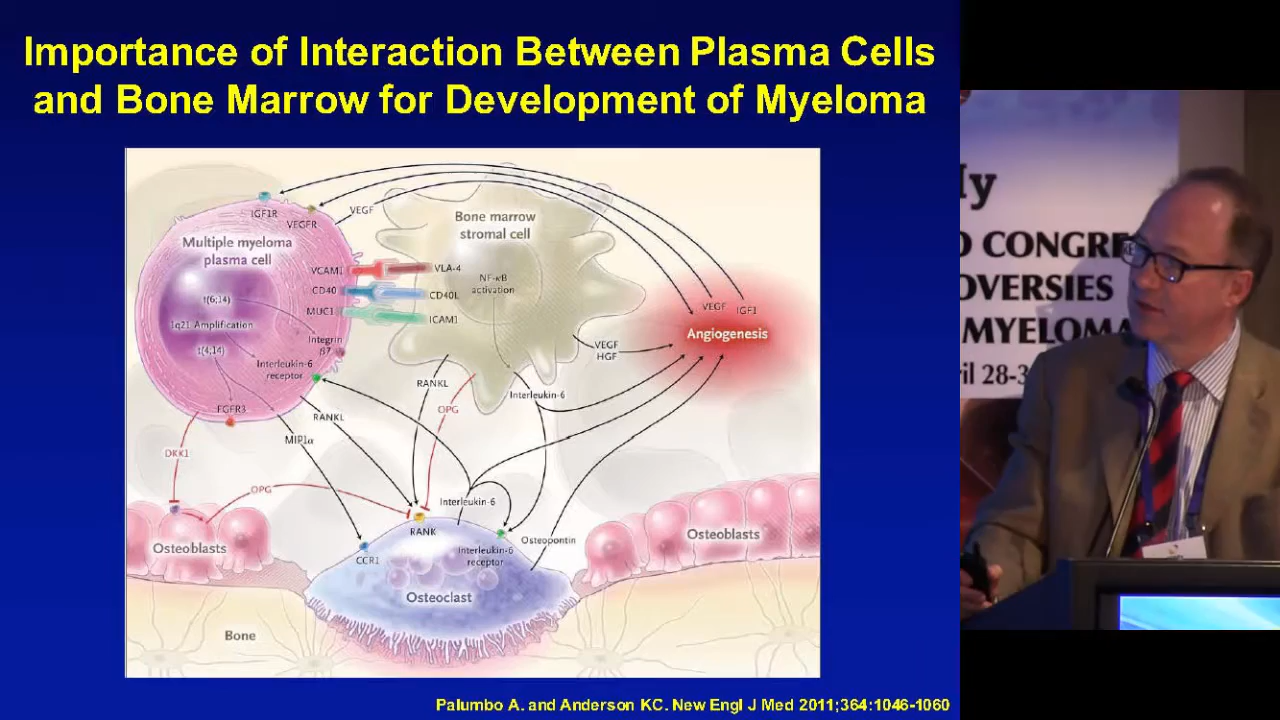 Importance of Interaction Between Plasma Cells
and Bone Marrow for Development of Myeloma
IGF1R
VEGFR
VEGF
Bone marrow
stromal cell
Multiple myeloma
plasma cell
VCAM1
VLA-4
NF-κB
activation
CD40
CD40L
MUC1
ICAM1
t(6;14)
1q21 Amplification
t(4;14)
Integrin
β7
Interleukin-6
receptor
FGFR3
VEGF
IGF1
Angiogenesis
VEGF
HGF
RANKL
OPG
Interleukin-6
RANKL
MIP1α
DKK1
OPG
Interleukin-6
RANK
CCR1
Interleukin-6
receptor
Osteopontin
Osteoblasts
Osteoblasts
Osteoclast
Bone
Palumbo A. and Anderson KC. New Engl J Med 2011;364:1046-1060
CONGRE
OVERSIES
MYELOMA
ril 28-3